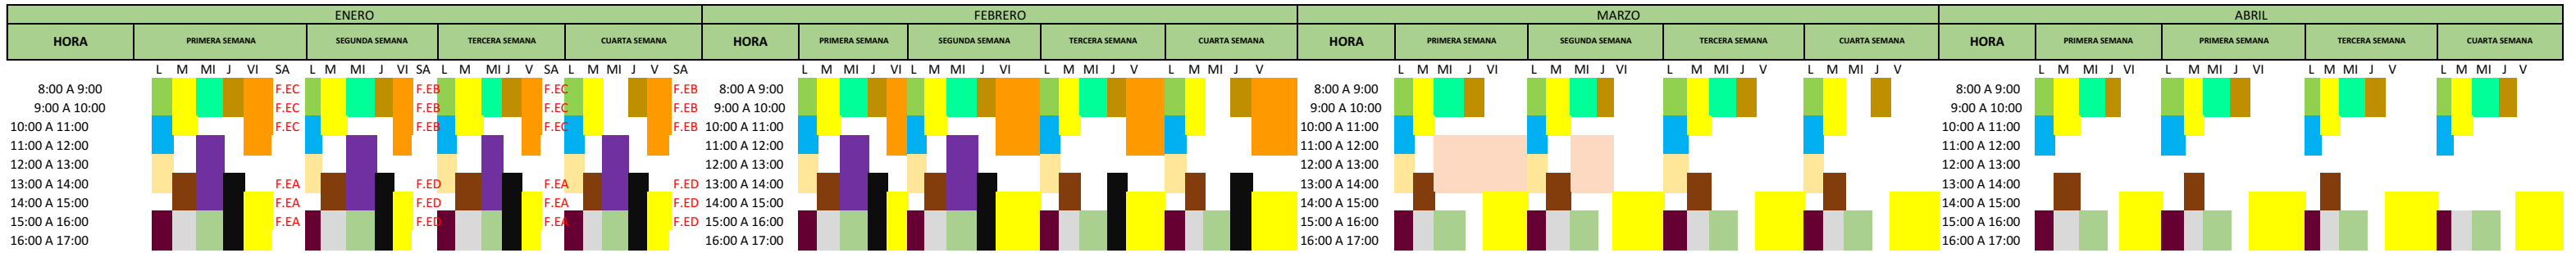 ENERO FEBRERO MARZO ABRIL
HORA PRIMERA SEMANA SEGUNDA SEMANA TERCERA SEMANA CUARTA SEMANA HORA PRIMERA SEMANA SEGUNDA SEMANA TERCERA SEMANA CUARTA SEMANA HORA PRIMERA SEMANA SEGUNDA SEMANA TERCERA SEMANA CUARTA SEMANA HORA PRIMERA SEMANA PRIMERA SEMANA TERCERA SEMANA CUARTA SEMANA
L M MI J VI SA L M MI J VI SA L M MI J V SA L M MI J V SA L M MI J VI L M MI J VI L M MI J V L M MI J V L M MI J VI L M MI J VI L M MI J V L M MI J V L M MI J VI L M MI J VI L M MI J V L M MI J V
8:00 A 9:00 F.EC F.EB F.EC F.EB 8:00 A 9:00 8:00 A 9:00 8:00 A 9:00
9:00 A 10:00 F.EC F.EB F.EC F.EB 9:00 A 10:00 9:00 A 10:00 9:00 A 10:00
10:00 A 11:00 F.EC F.EB F.EC F.EB 10:00 A 11:00 10:00 A 11:00 10:00 A 11:00
11:00 A 12:00 11:00 A 12:00 11:00 A 12:00 11:00 A 12:00
12:00 A 13:00 12:00 A 13:00 12:00 A 13:00 12:00 A 13:00
13:00 A 14:00 F.EA F.ED F.EA F.ED 13:00 A 14:00 13:00 A 14:00 13:00 A 14:00
14:00 A 15:00 F.EA F.ED F.EA F.ED 14:00 A 15:00 14:00 A 15:00 14:00 A 15:00
15:00 A 16:00 F.EA F.ED F.EA F.ED 15:00 A 16:00 15:00 A 16:00 15:00 A 16:00
16:00 A 17:00 16:00 A 17:00 16:00 A 17:00 16:00 A 17:00